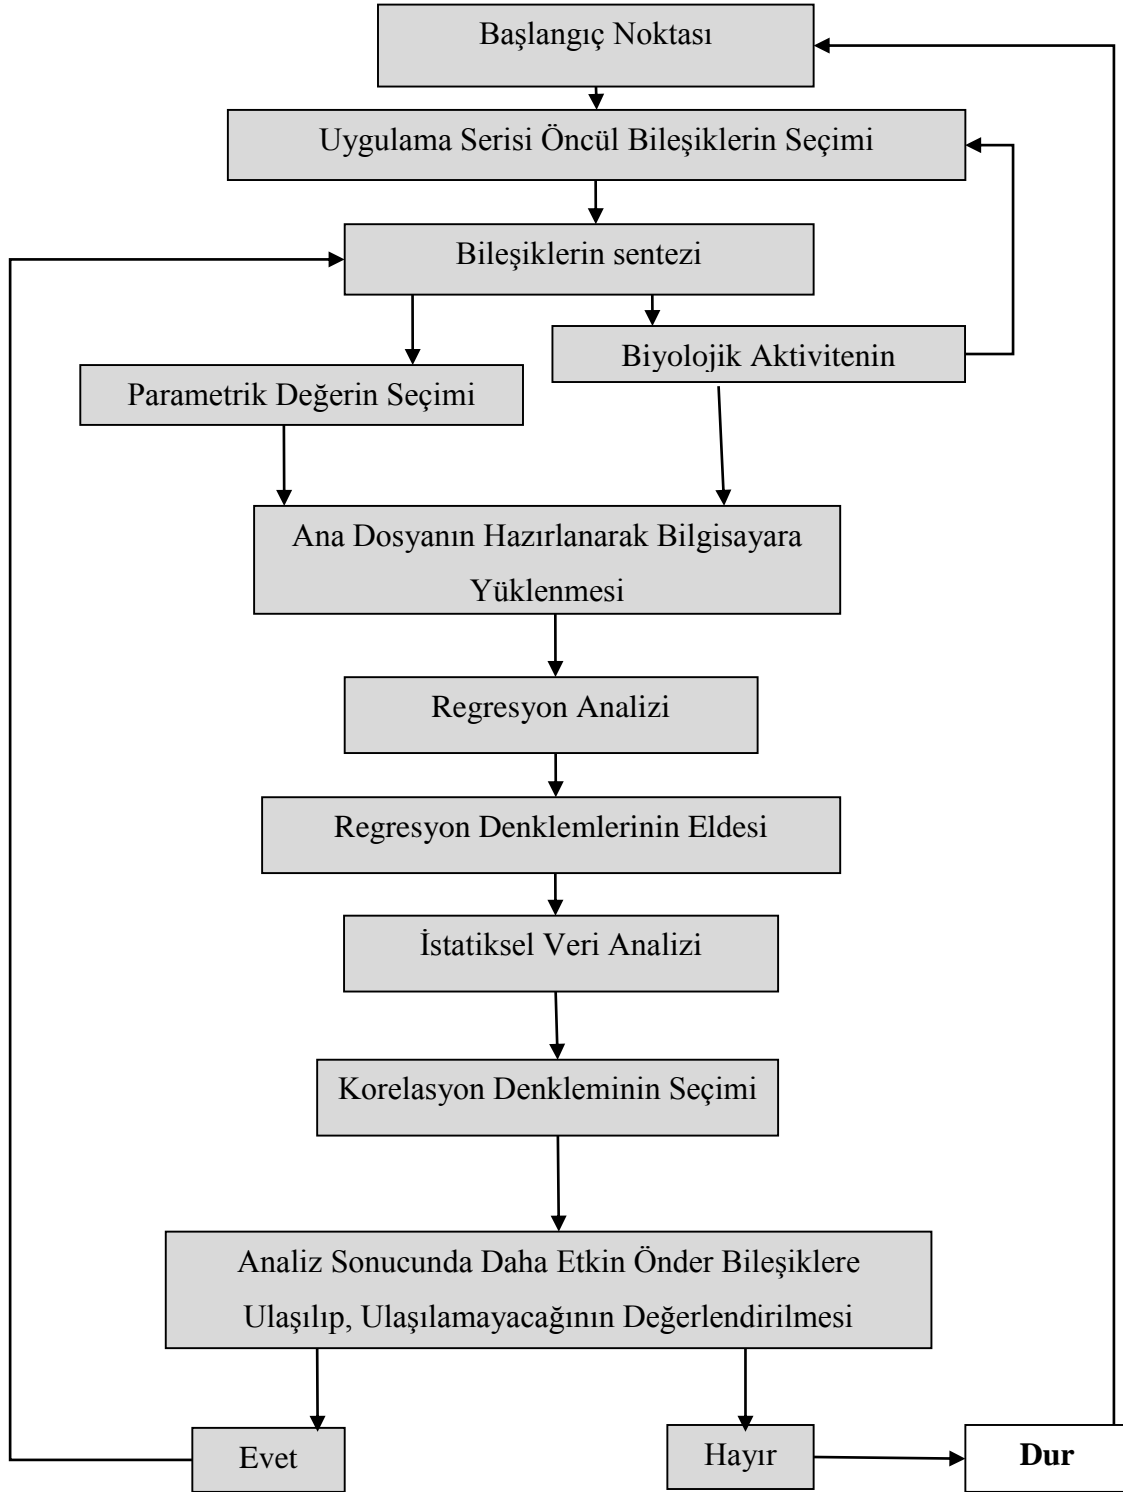 Başlangıç Noktası
Uygulama Serisi Öncül Bileşiklerin Seçimi
Bileşiklerin sentezi
Biyolojik Aktivitenin
Parametrik Değerin Seçimi
Ana Dosyanın Hazırlanarak Bilgisayara
Yüklenmesi
Regresyon Analizi
Regresyon Denklemlerinin Eldesi
İstatiksel Veri Analizi
Korelasyon Denkleminin Seçimi
Analiz Sonucunda Daha Etkin Önder Bileşiklere
Ulaşılıp, Ulaşılamayacağının Değerlendirilmesi
Evet
Hayır
Dur